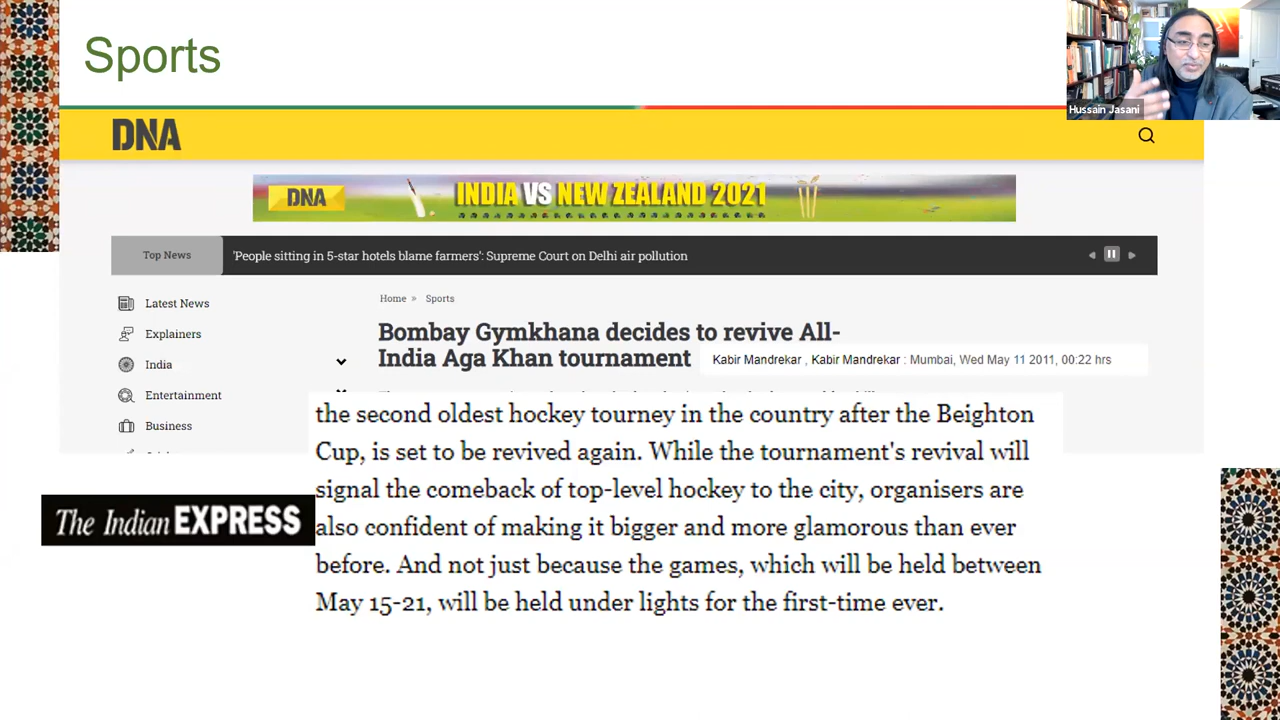 Sports
Hussain Jasani
DNA
DNA INDIA VS NEW ZEALAND 2021
Top News
'People sitting in 5-star hotels blame farmers': Supreme Court on Delhi air pollution
Latest News
Explainers
India
Entertainment
Business
Home » Sports
Bombay Gymkhana decides to revive All-
India Aga Khan tournament
Kabir Mandrekar , Kabir Mandrekar : Mumbai, Wed May 11 2011, 00:22 hrs
the second oldest hockey tourney in the country after the Beighton
Cup, is set to be revived again. While the tournament's revival will
signal the comeback of top-level hockey to the city, organisers are
also confident of making it bigger and more glamorous than ever
before. And not just because the games, which will be held between
May 15-21, will be held under lights for the first-time ever.
The Indian EXPRESS